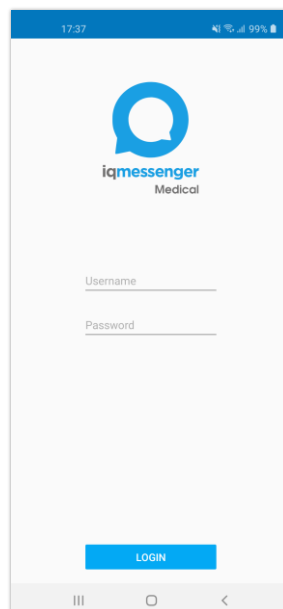 17:37 99%
iqmessenger
Medical
Username
Password
LOGIN